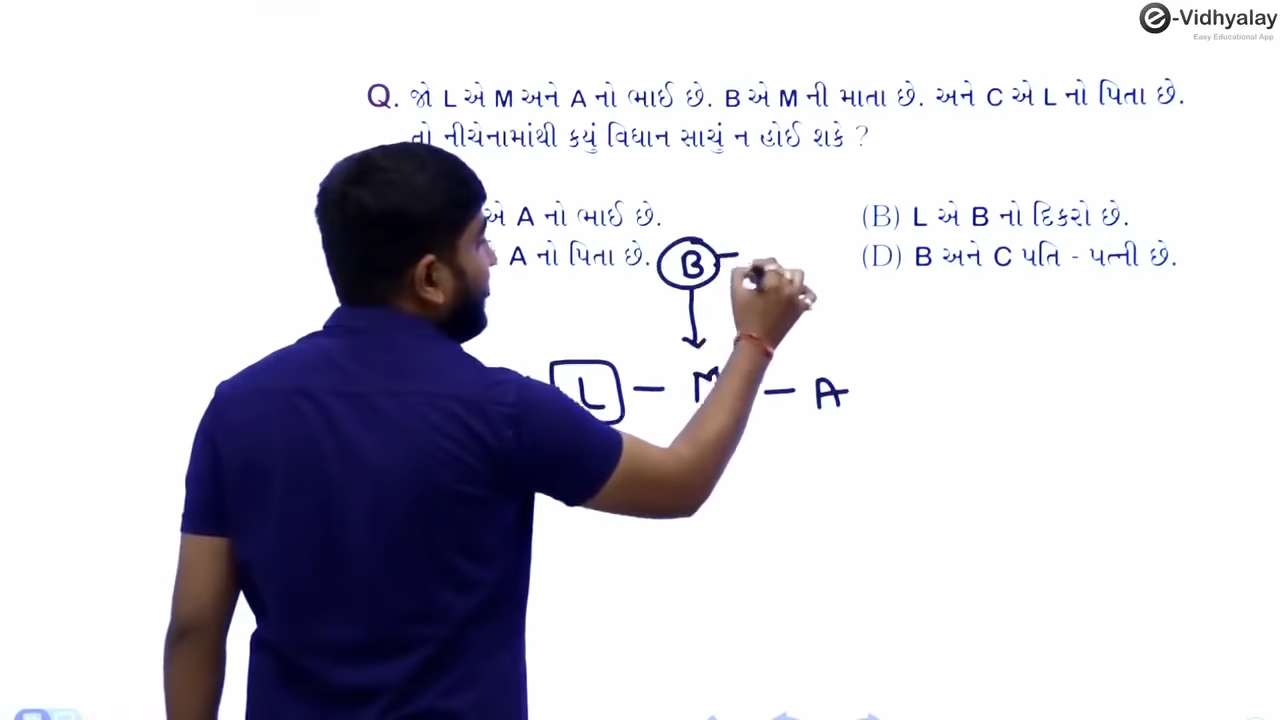 e-Vidhyalay
Easy Educational App
Q. જો L એ M અને A નો ભાઈ છે. B એ M ની માતા છે. અને C એ L નો પિતા છે.
તો નીચેનામાંથી કયું વિધાન સાચું ન હોઈ શકે ?
એ A નો ભાઈ છે.
(B) L એ B નો દિકરો છે.
A નો પિતા છે.
(D) B અને C પતિ - પત્ની છે.
B
L - M - A